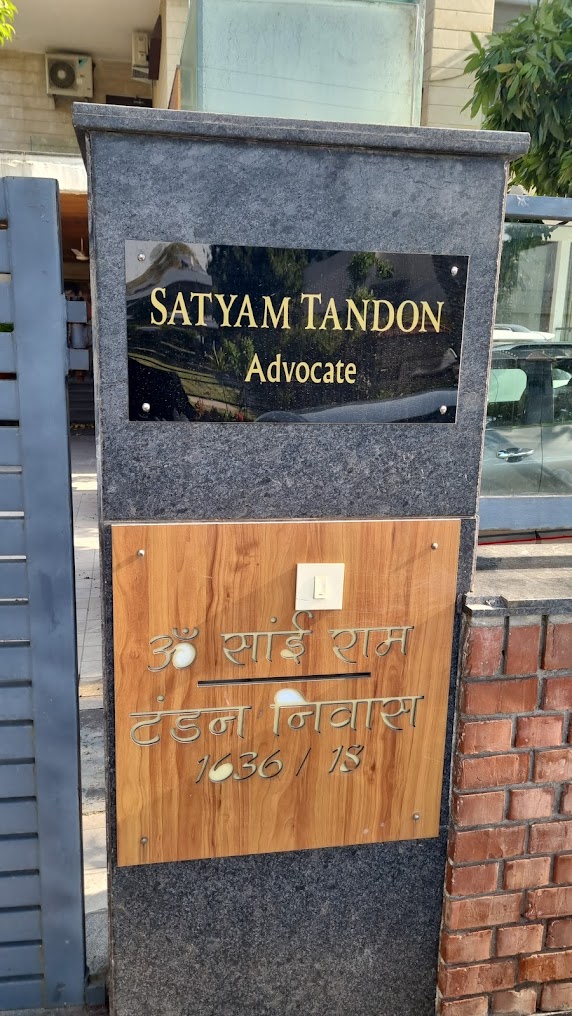 SATYAM TANDON
Advocate
ॐ सांई राम
टंडन निवास
1636 / 18